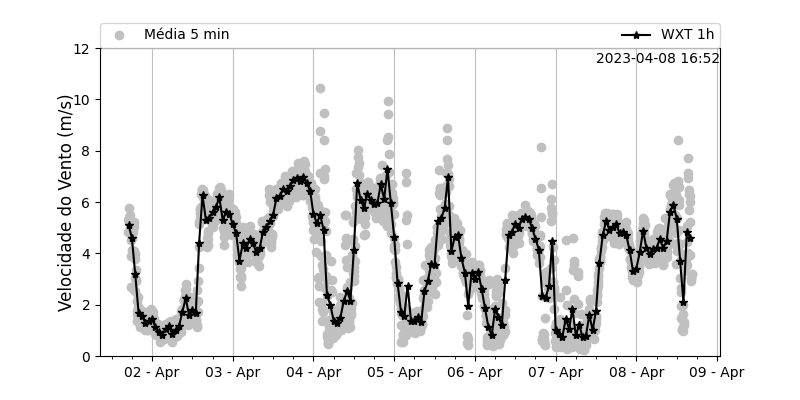 Média 5 min
WXT 1h
2023-04-08 16:52
Velocidade do Vento (m/s)
12
10
8
6
4
2
0
02 - Apr
03 - Apr
04 - Apr
05 - Apr
06 - Apr
07 - Apr
08 - Apr
09 - Apr